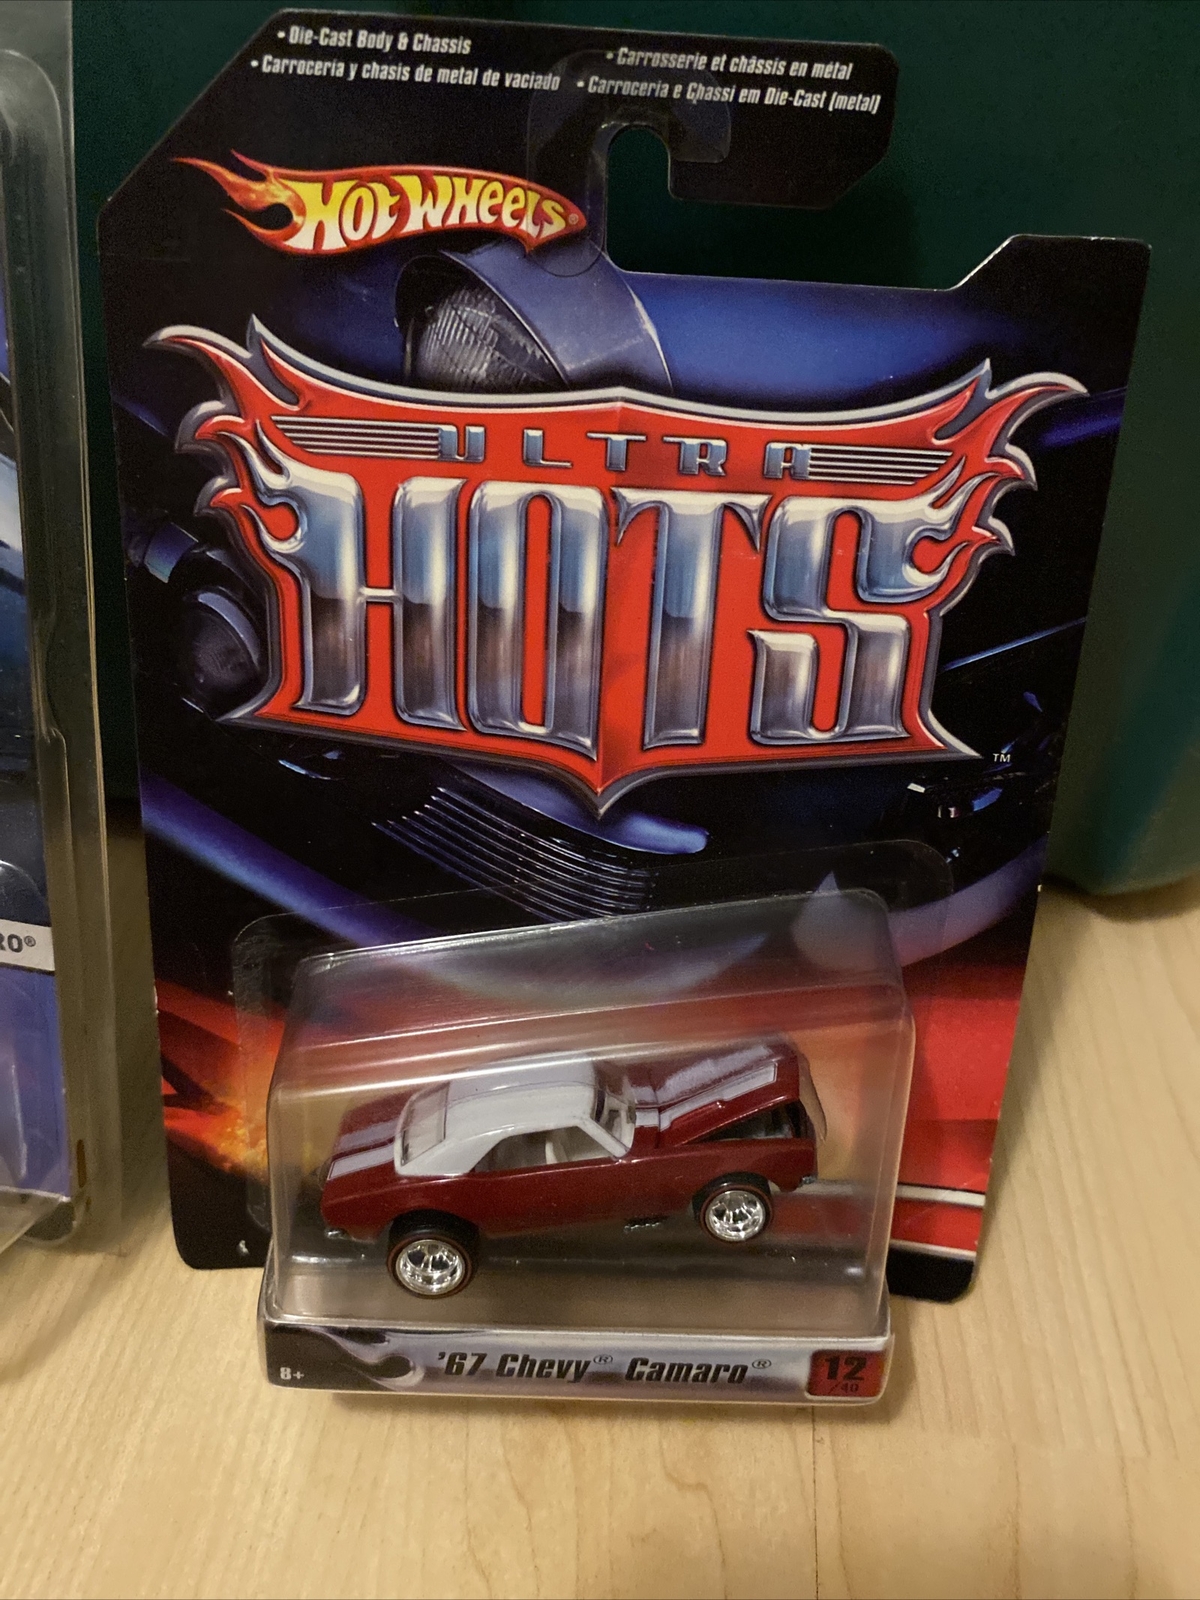 • Die-Cast Body & Chassis
• Carroceria y chasis de metal de vaciado
• Carrosserie et châssis en métal
• Carroceria e Chassi em Die-Cast (metal)
HOT WHEELS®
ULTRA
HOTS
TM
RO®
8+
'67 Chevy® Camaro®
12
/40